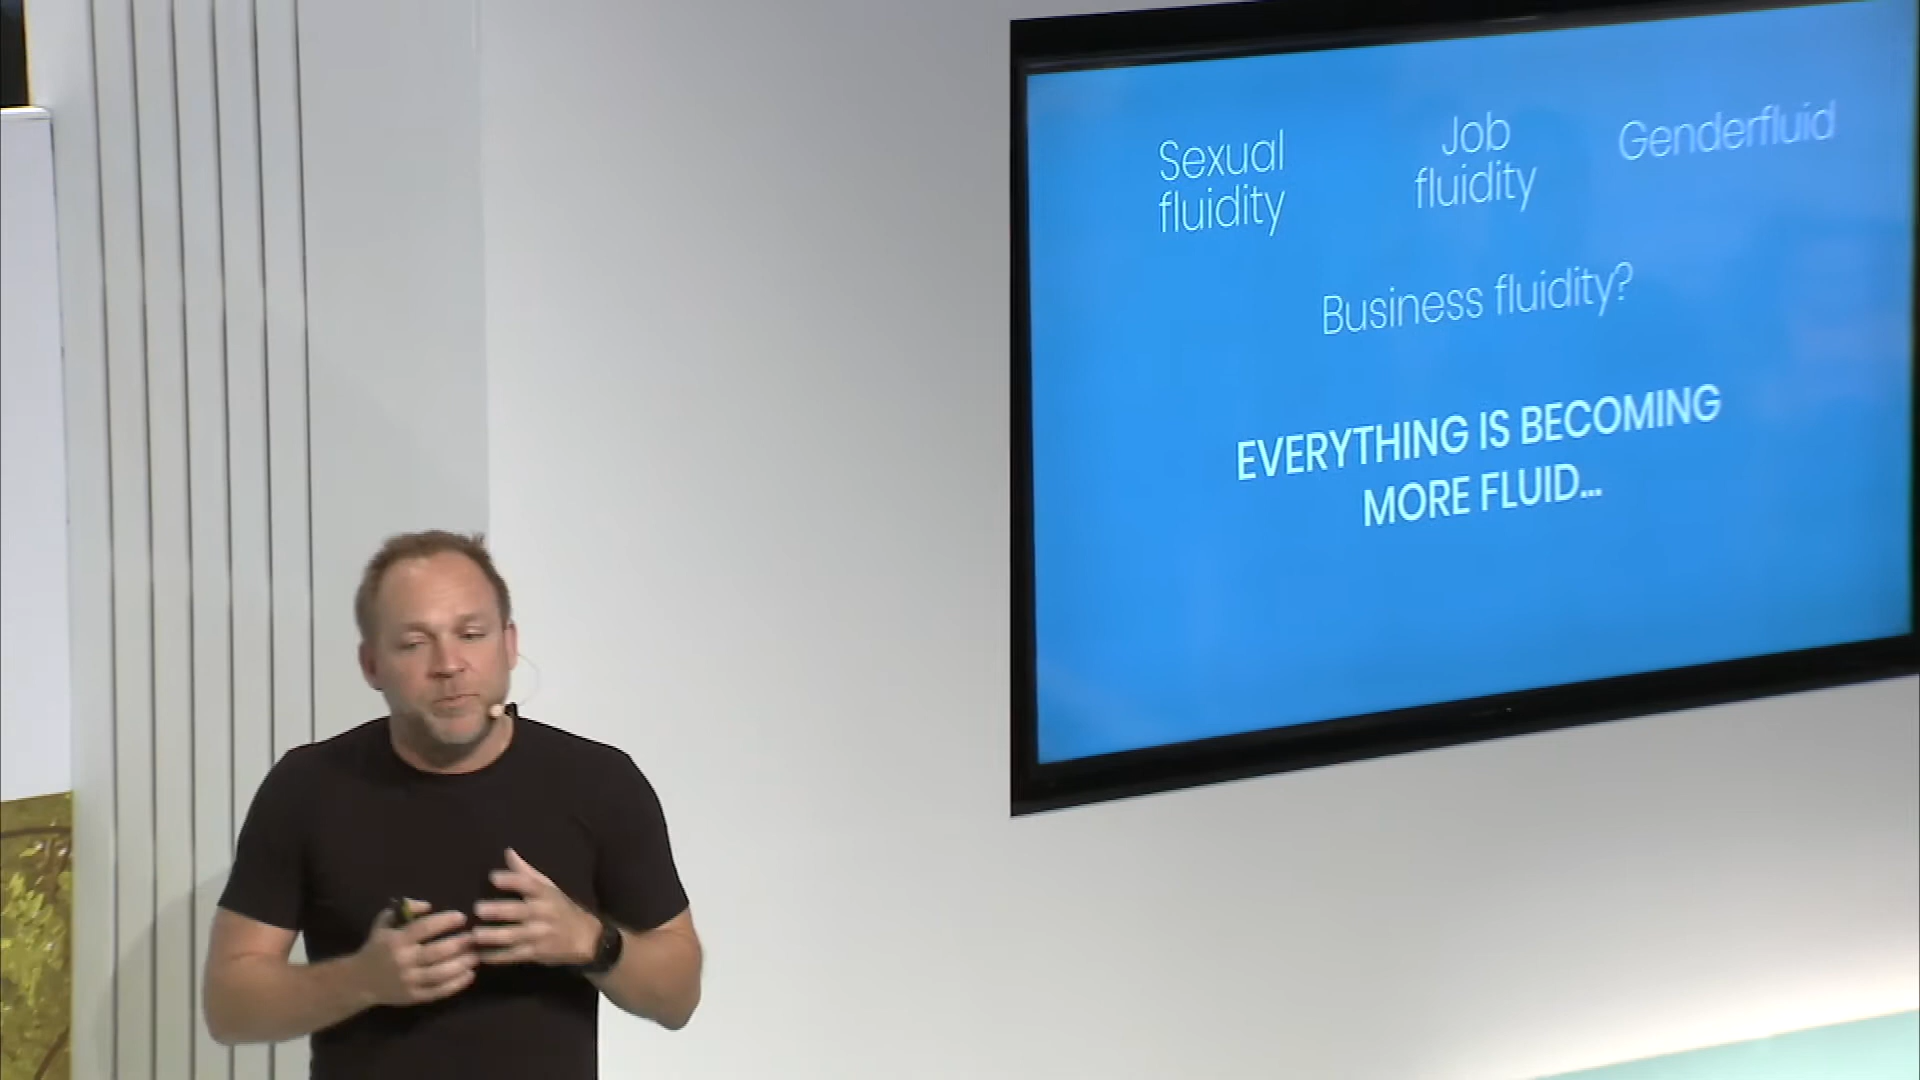 Sexual
fluidity
Job
fluidity
Genderfluid
Business fluidity?
EVERYTHING IS BECOMING
MORE FLUID...